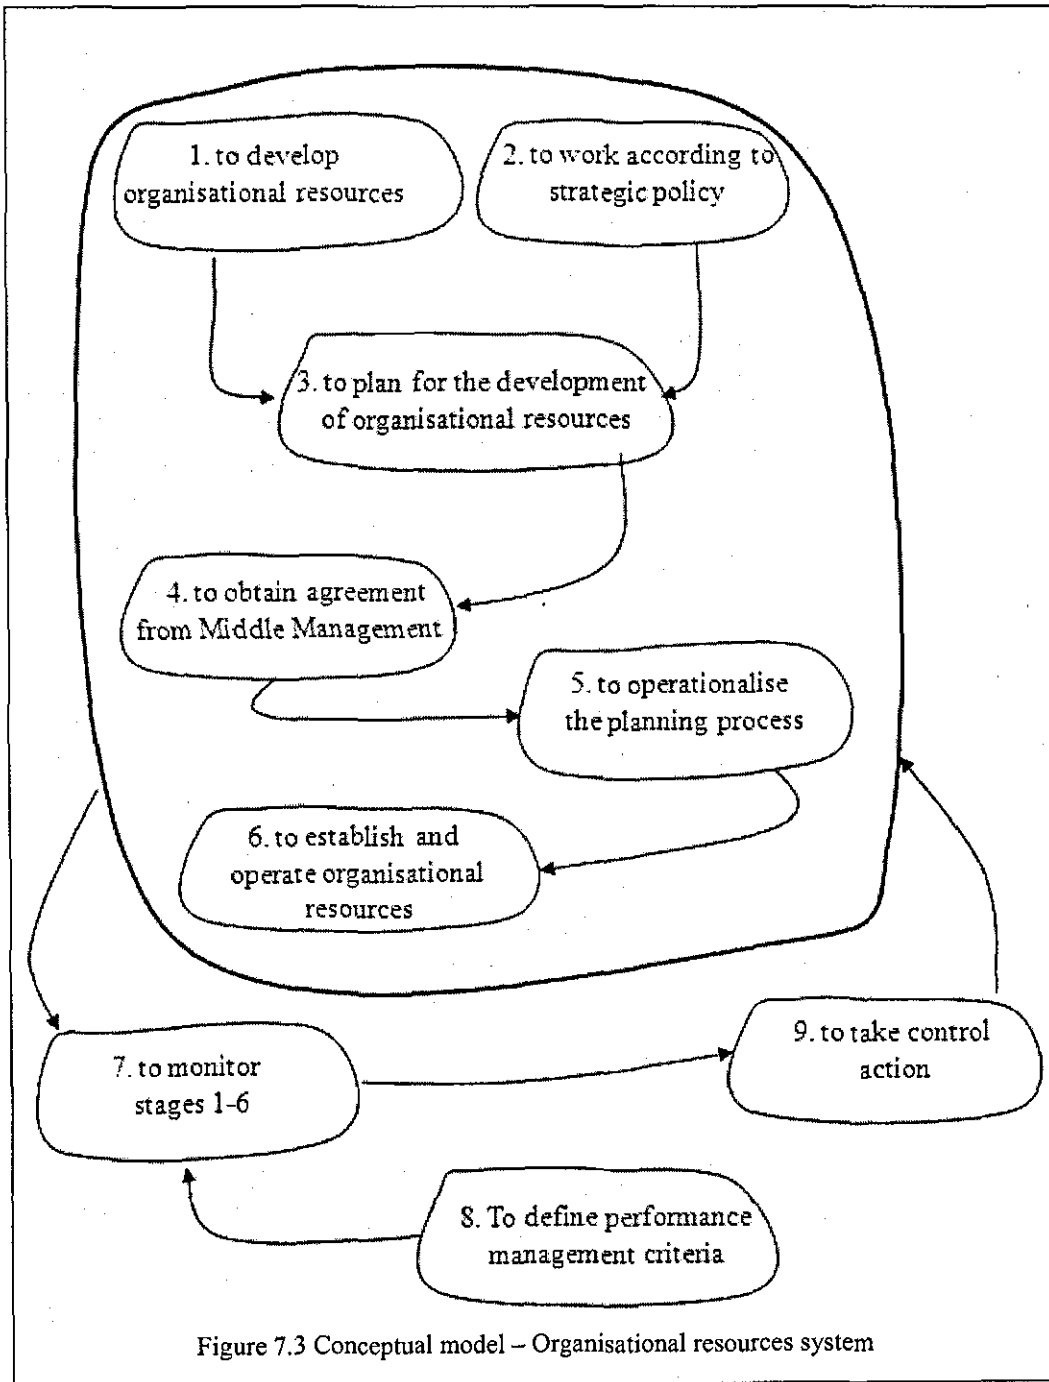 1. to develop
organisational resources
2. to work according to
strategic policy
3. to plan for the development
of organisational resources
4. to obtain agreement
from Middle Management
5. to operationalise
the planning process
6. to establish and
operate organisational
resources
7. to monitor
stages 1-6
9. to take control
action
8. To define performance
management criteria
Figure 7.3 Conceptual model – Organisational resources system